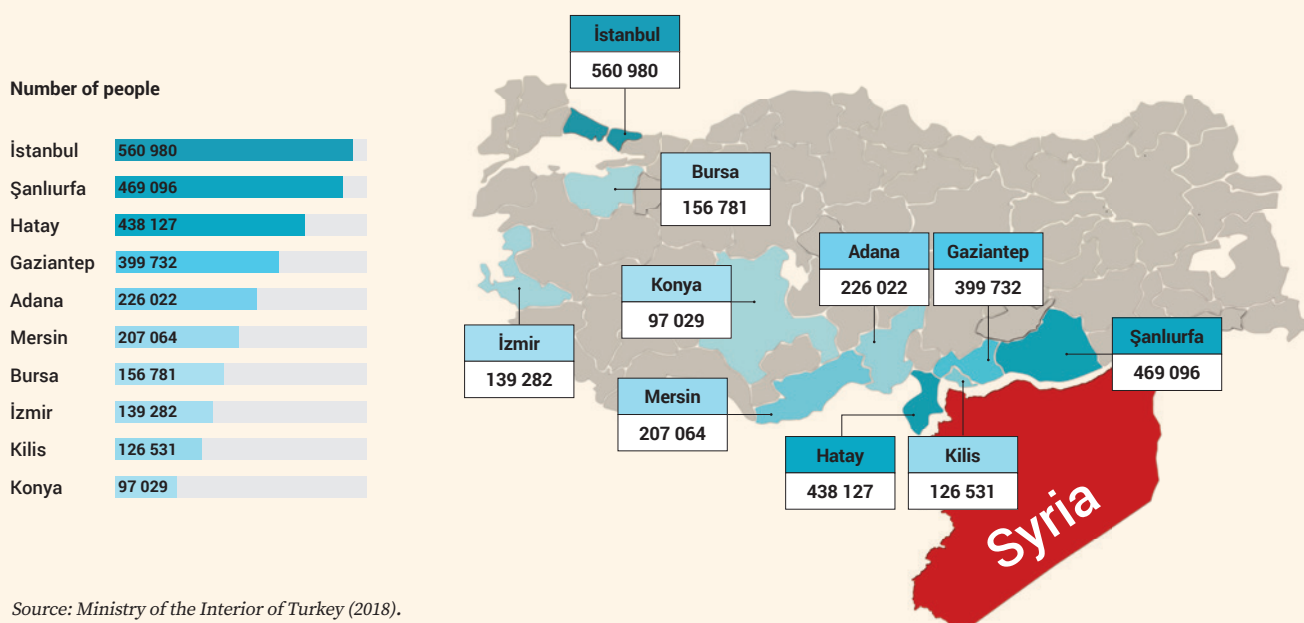 Number of people
İstanbul 560 980
Şanlıurfa 469 096
Hatay 438 127
Gaziantep 399 732
Adana 226 022
Mersin 207 064
Bursa 156 781
İzmir 139 282
Kilis 126 531
Konya 97 029
İstanbul
560 980
Bursa
156 781
Adana
226 022
Gaziantep
399 732
Konya
97 029
İzmir
139 282
Şanlıurfa
469 096
Mersin
207 064
Hatay
438 127
Kilis
126 531
Syria
Source: Ministry of the Interior of Turkey (2018).